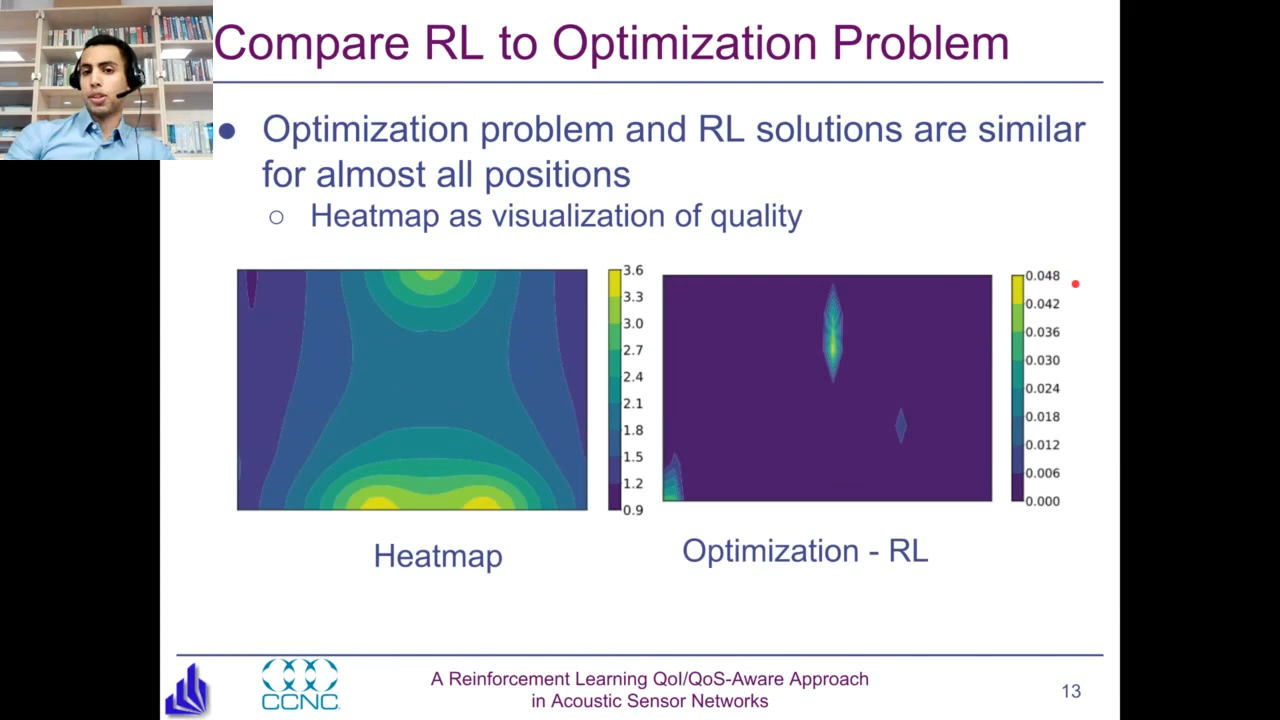 Compare RL to Optimization Problem
● Optimization problem and RL solutions are similar
for almost all positions
○ Heatmap as visualization of quality
3.6
3.3
3.0
2.7
2.4
2.1
1.8
1.5
1.2
0.9
0.048
0.042
0.036
0.030
0.024
0.018
0.012
0.006
0.000
Heatmap
Optimization - RL
CCNC
A Reinforcement Learning QoI/QoS-Aware Approach
in Acoustic Sensor Networks
13